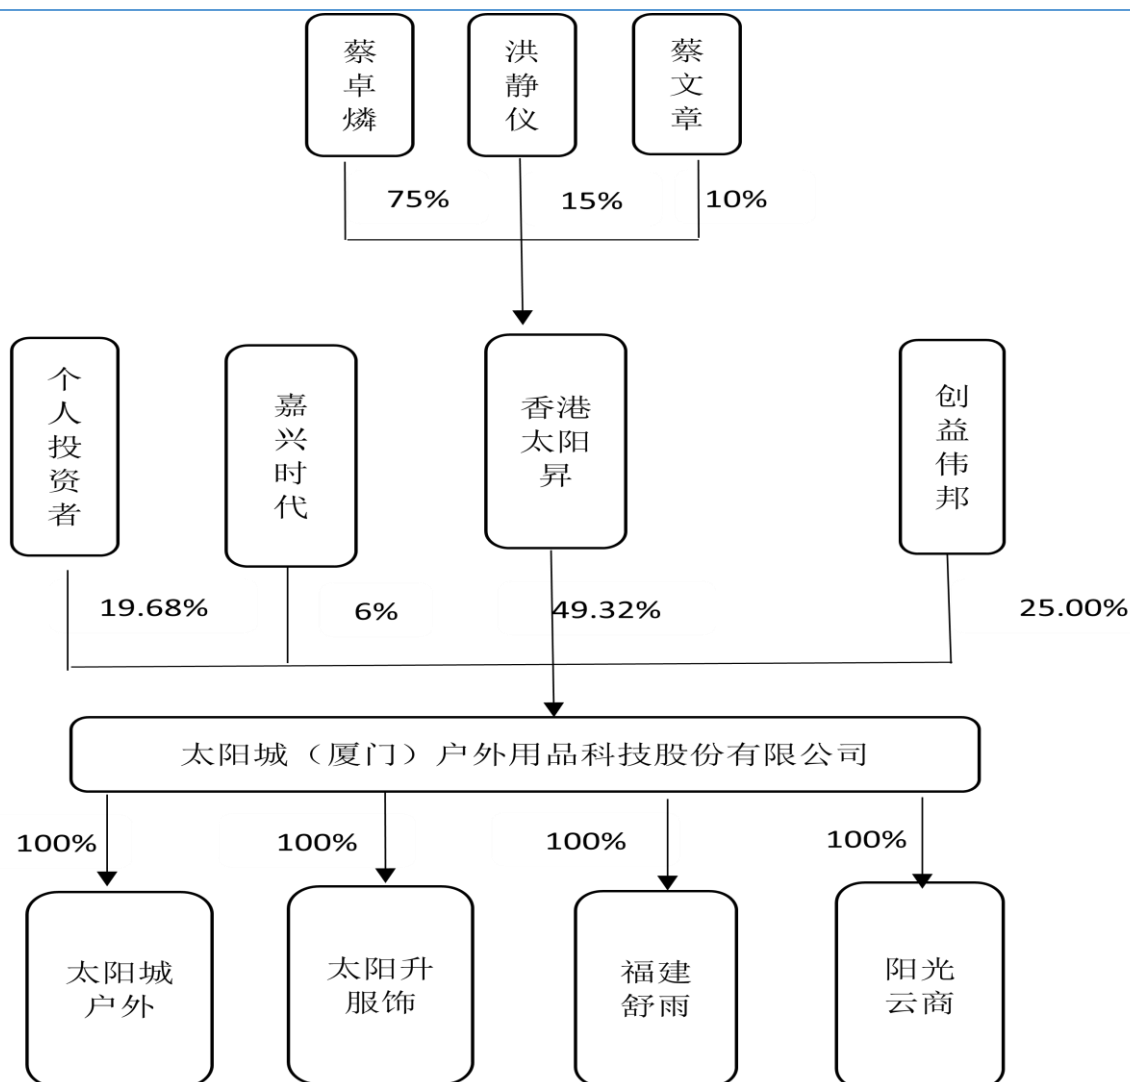 蔡卓燐
洪静仪
蔡文章
75%
15%
10%
个人投资者
嘉兴时代
香港
太阳
昇
创益伟邦
19.68%
6%
49.32%
25.00%
太阳城（厦门）户外用品科技股份有限公司
100%
100%
100%
100%
太阳城
户外
太阳升
服饰
福建
舒雨
阳光
云商